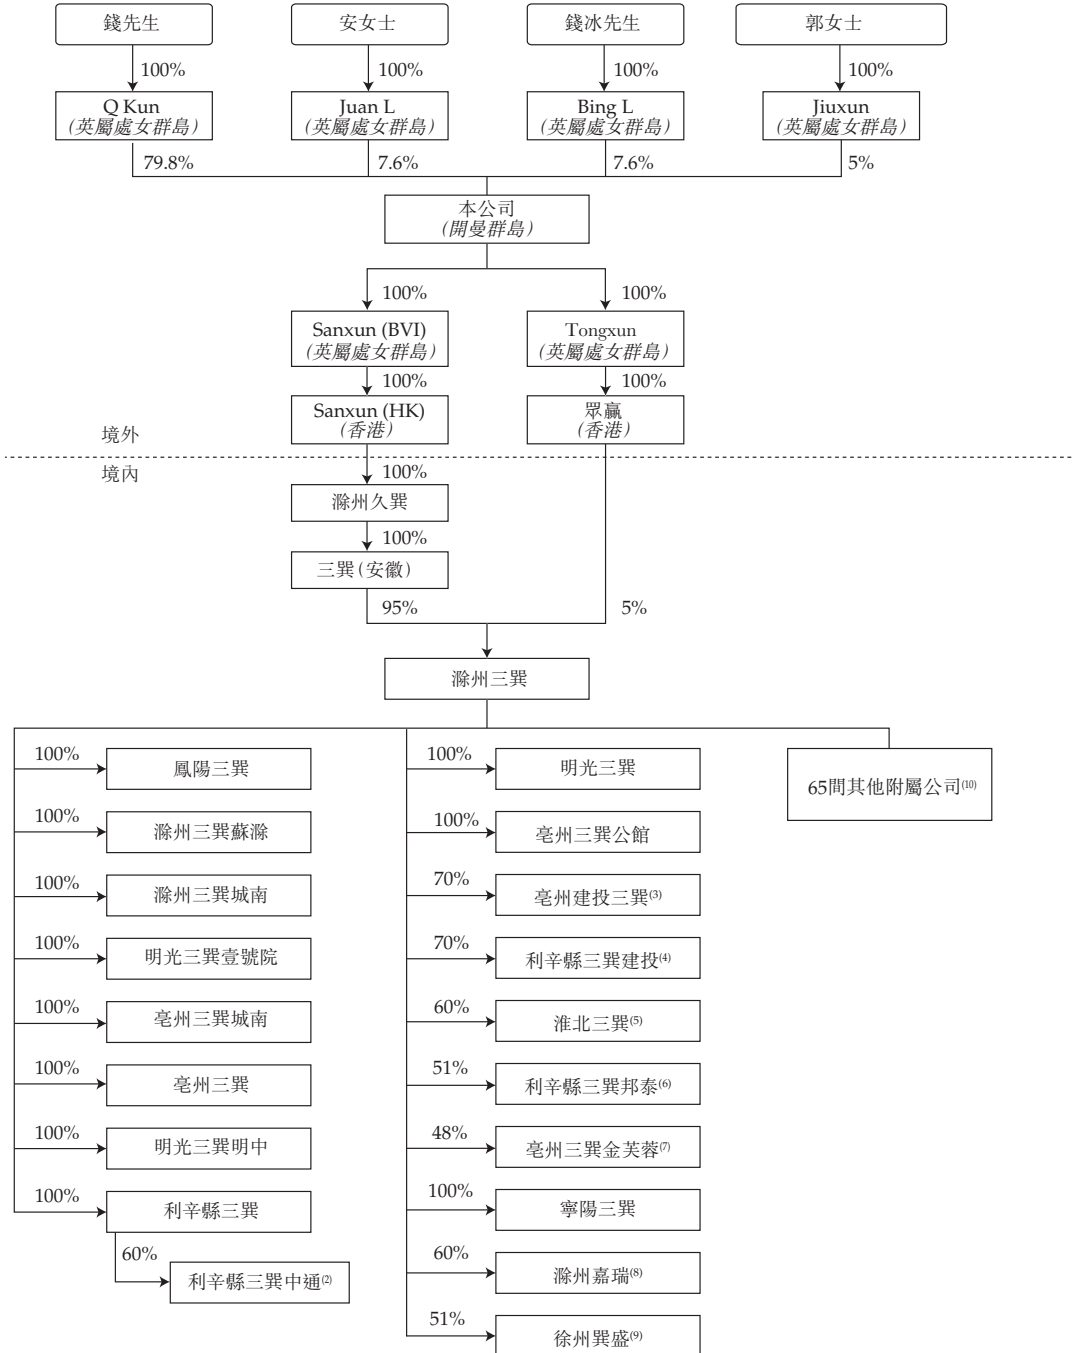 錢先生
安女士
錢冰先生
郭女士
100%
100%
100%
100%
Q Kun
(英屬處女群島)
Juan L
(英屬處女群島)
Bing L
(英屬處女群島)
Jiuxun
(英屬處女群島)
79.8%
7.6%
7.6%
5%
本公司
(開曼群島)
100%
100%
Sanxun (BVI)
(英屬處女群島)
Tongxun
(英屬處女群島)
100%
100%
Sanxun (HK)
(香港)
眾贏
(香港)
境外
境內
100%
滁州久巽
100%
三巽(安徽)
95%
5%
滁州三巽
100%
鳳陽三巽
100%
滁州三巽蘇滁
100%
滁州三巽城南
100%
明光三巽壹號院
100%
亳州三巽城南
100%
亳州三巽
100%
明光三巽明中
100%
利辛縣三巽
60%
利辛縣三巽中通(2)
100%
明光三巽
100%
亳州三巽公館
70%
亳州建投三巽(3)
70%
利辛縣三巽建投(4)
60%
淮北三巽(5)
51%
利辛縣三巽邦泰(6)
48%
亳州三巽金芙蓉(7)
100%
寧陽三巽
60%
滁州嘉瑞(8)
51%
徐州巽盛(9)
65間其他附屬公司(10)